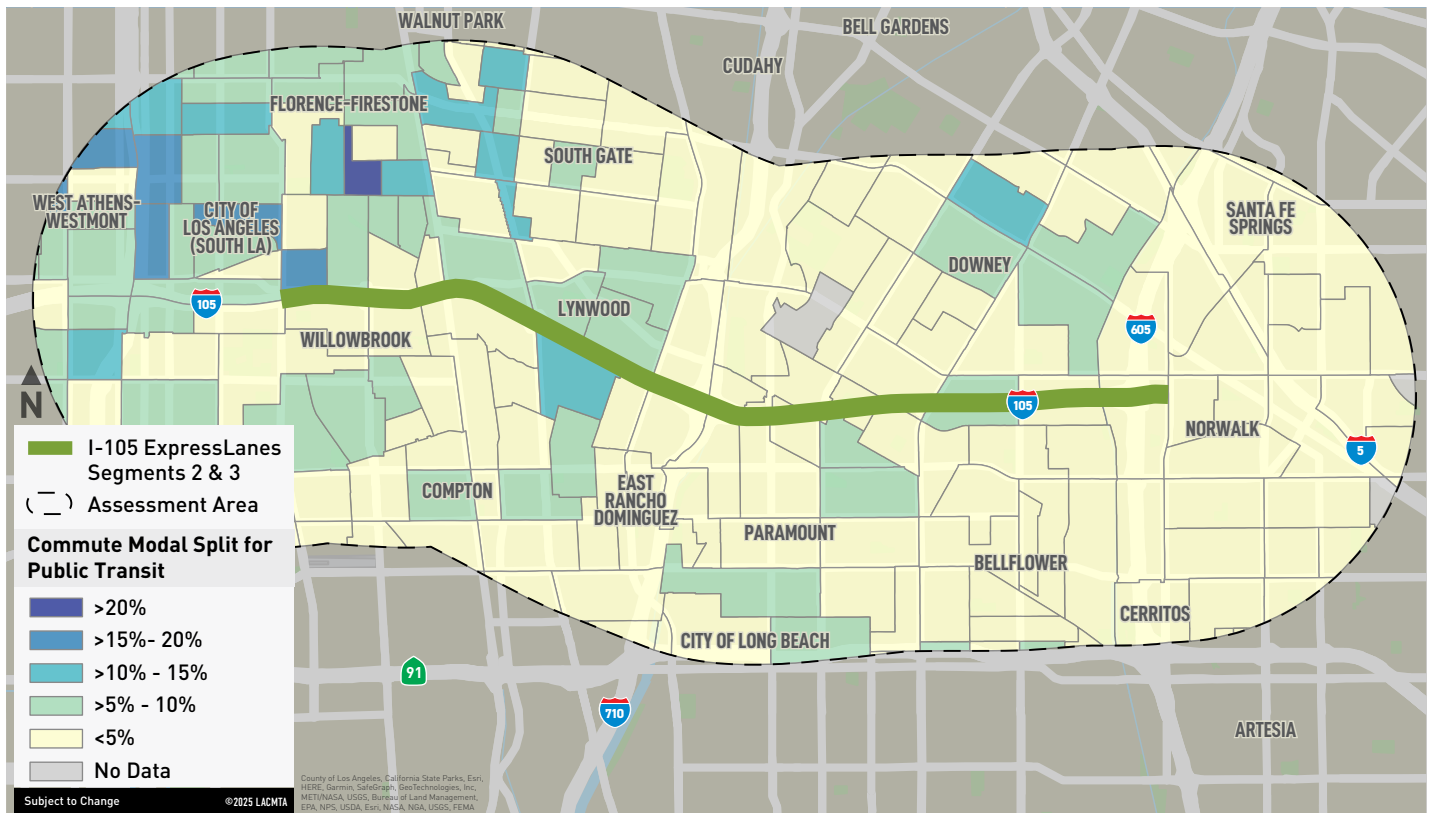 WALNUT PARK
BELL GARDENS
CUDAHY
FLORENCE-FIRESTONE
SOUTH GATE
WEST ATHENS-
WESTMONT
CITY OF
LOS ANGELES
(SOUTH LA)
SANTA FE
SPRINGS
DOWNEY
105
LYNWOOD
605
WILLOWBROOK
N
105
NORWALK
5
COMPTON
EAST
RANCHO
DOMINGUEZ
PARAMOUNT
BELLFLOWER
CERRITOS
CITY OF LONG BEACH
91
710
ARTESIA
I-105 ExpressLanes
Segments 2 & 3
Assessment Area
Commute Modal Split for
Public Transit
>20%
>15%- 20%
>10% - 15%
>5% - 10%
<5%
No Data
Subject to Change
©2025 LACMTA
County of Los Angeles, California State Parks, Esri,
HERE, Garmin, SafeGraph, GeoTechnologies, Inc,
METI/NASA, USGS, Bureau of Land Management,
EPA, NPS, USDA, Esri, NASA, NGA, USGS, FEMA